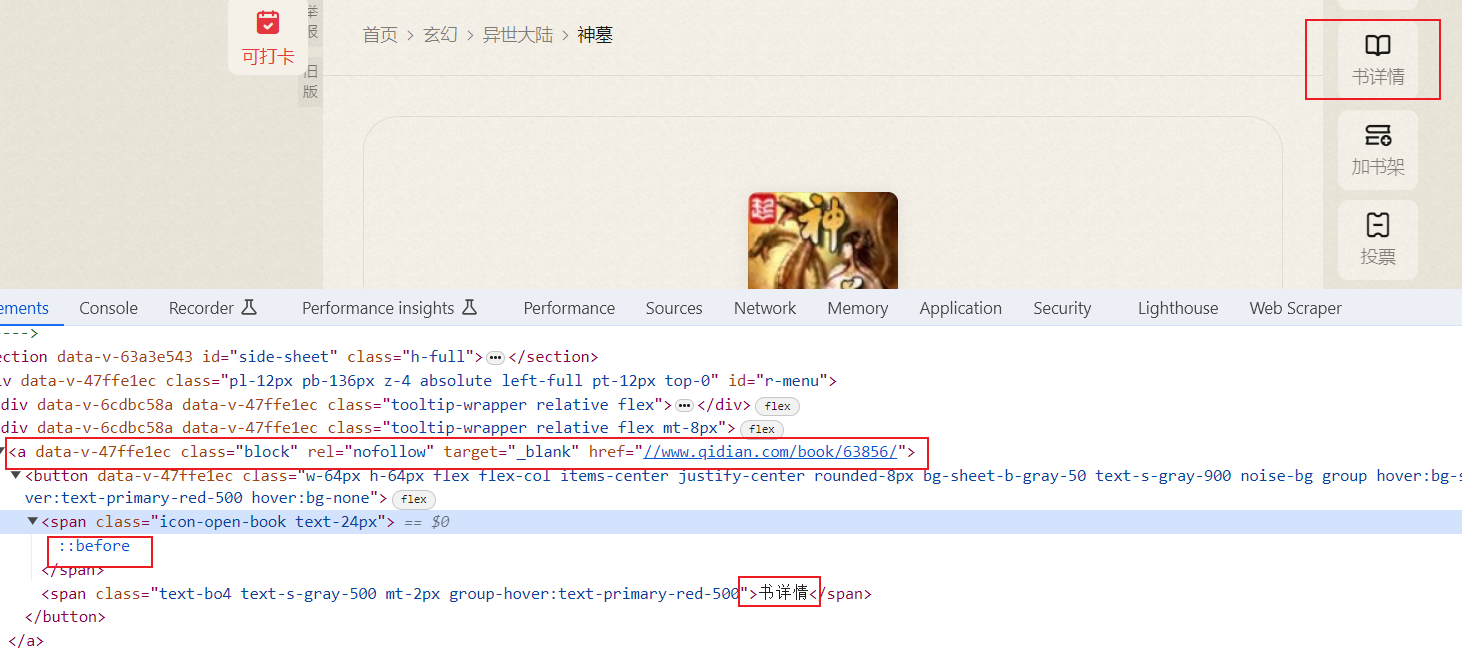 举
报
可打卡
旧
版
首页 > 玄幻 > 异世大陆 > 神墓
书详情
加书架
投票
起
神
ements Console Recorder Performance insights Performance Sources Network Memory Application Security Lighthouse Web Scraper
---->
ection data-v-63a3e543 id="side-sheet" class="h-full"> ••• </section>
iv data-v-47ffe1ec class="pl-12px pb-136px z-4 absolute left-full pt-12px top-0" id="r-menu">
div data-v-6cdbc58a data-v-47ffe1ec class="tooltip-wrapper relative flex"> ••• </div> flex
div data-v-6cdbc58a data-v-47ffe1ec class="tooltip-wrapper relative flex mt-8px"> flex
<a data-v-47ffe1ec class="block" rel="nofollow" target="_blank" href="//www.qidian.com/book/63856/">
<button data-v-47ffe1ec class="w-64px h-64px flex flex-col items-center justify-center rounded-8px bg-sheet-b-gray-50 text-s-gray-900 noise-bg group hover:bg-s
ver:text-primary-red-500 hover:bg-none"> flex
<span class="icon-open-book text-24px"> == $0
::before
</span>
<span class="text-bo4 text-s-gray-500 mt-2px group-hover:text-primary-red-500">书详情</span>
</button>
</a>